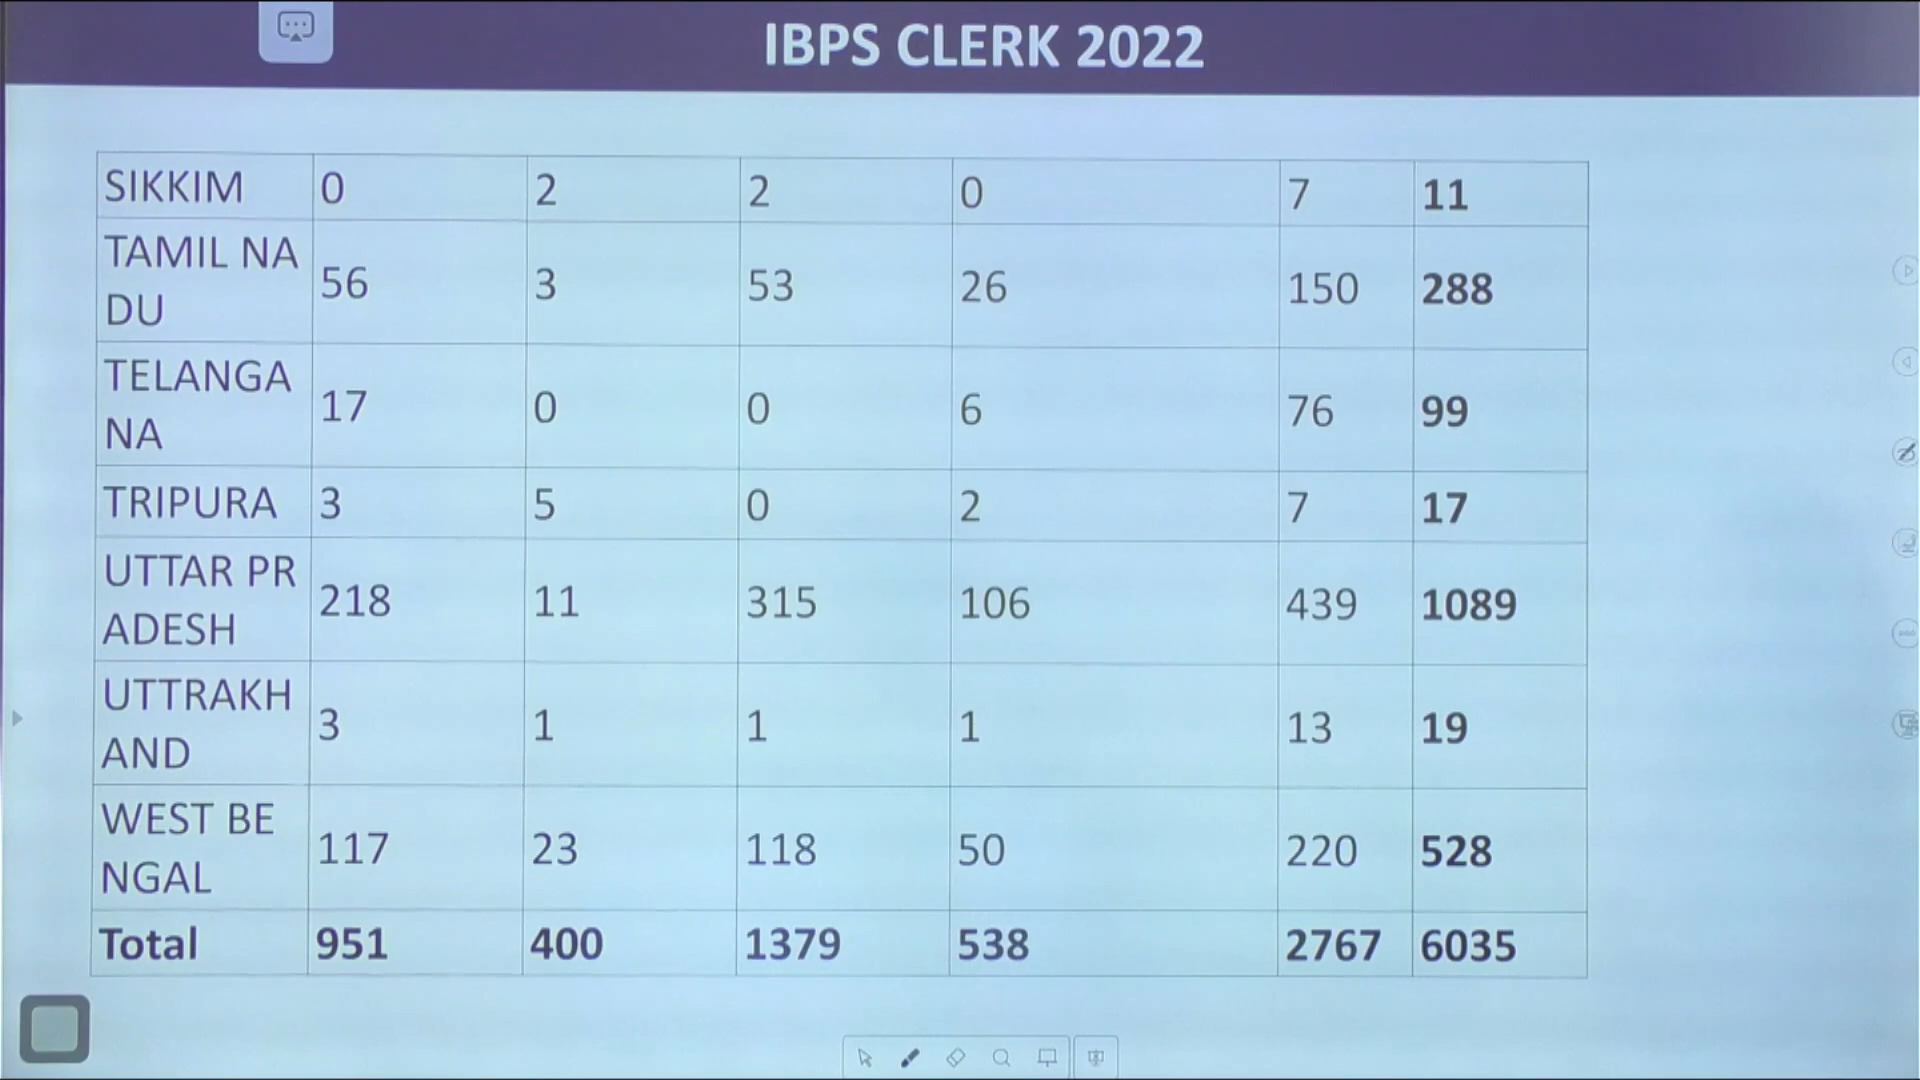 IBPS CLERK 2022
SIKKIM 0 2 2 0 7 11
TAMIL NA
DU 56 3 53 26 150 288
TELANGA
NA 17 0 0 6 76 99
TRIPURA 3 5 0 2 7 17
UTTAR PR
ADESH 218 11 315 106 439 1089
UTTRAKH
AND 3 1 1 1 13 19
WEST BE
NGAL 117 23 118 50 220 528
Total 951 400 1379 538 2767 6035